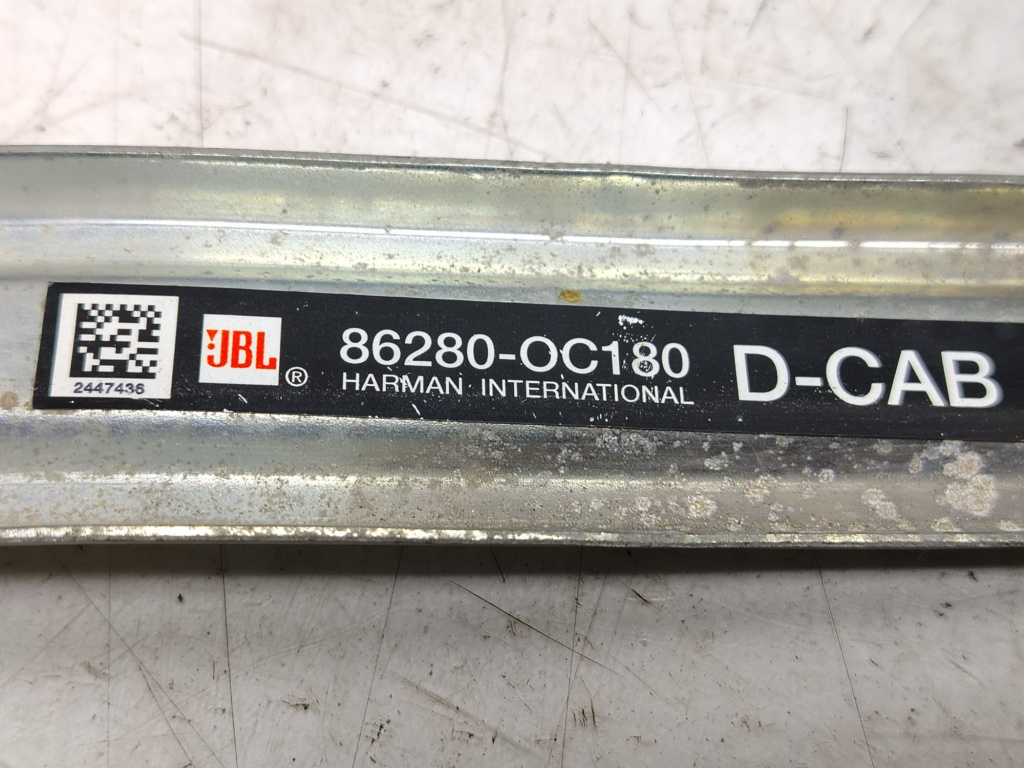 2447436
JBL
®
86280-OC180
HARMAN INTERNATIONAL
D-CAB